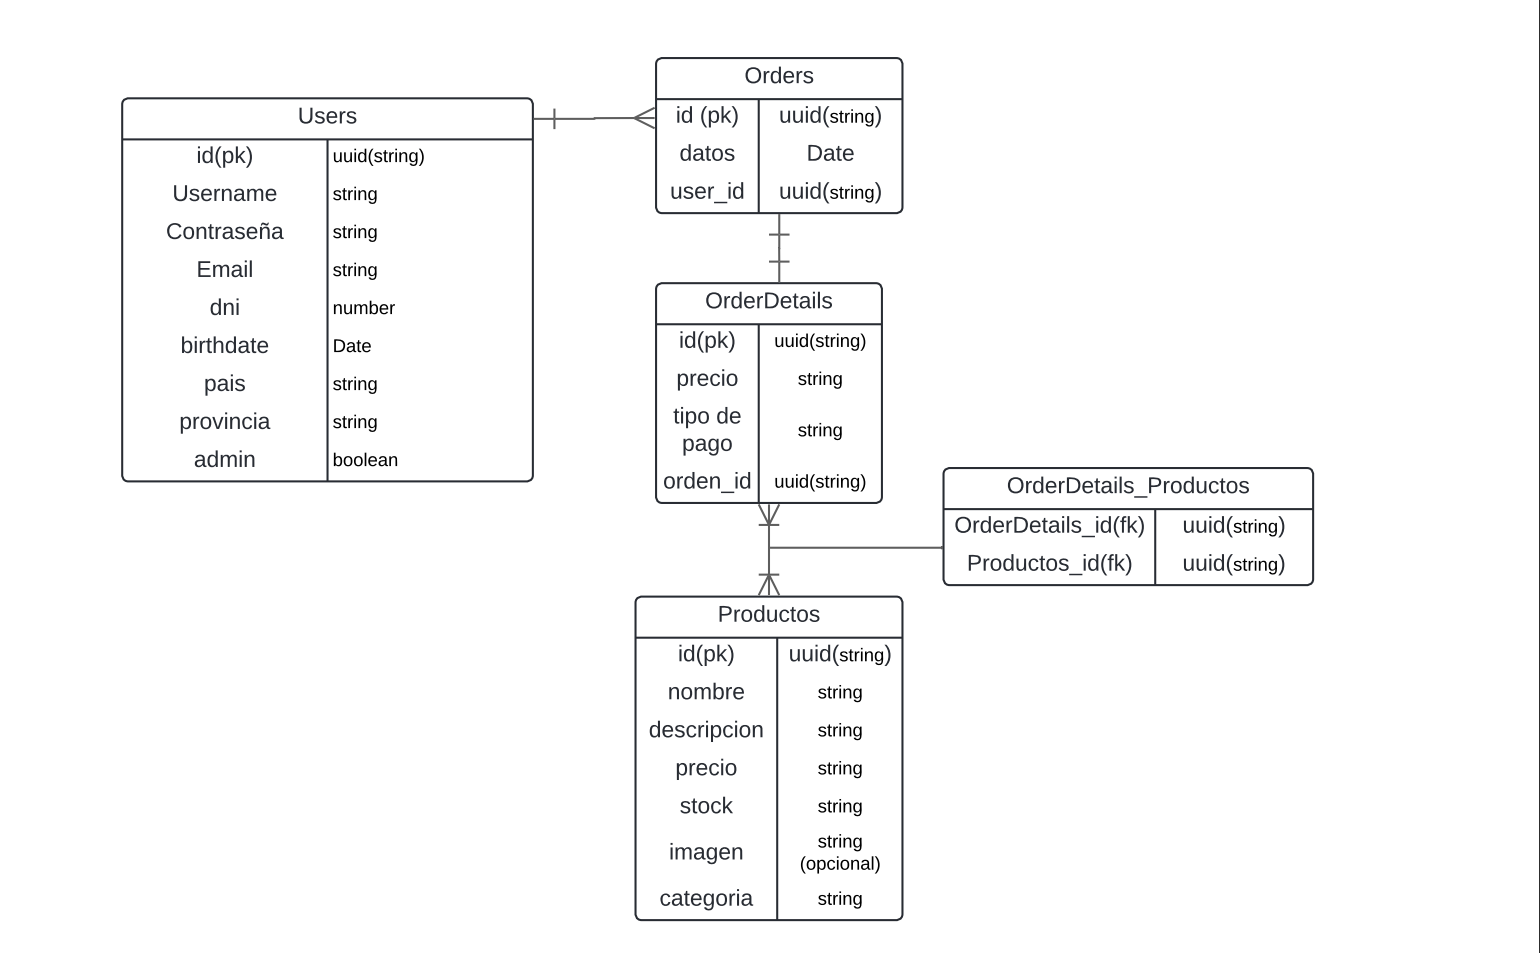 Users
id(pk) uuid(string)
Username string
Contraseña string
Email string
dni number
birthdate Date
pais string
provincia string
admin boolean
Orders
id (pk) uuid(string)
datos Date
user_id uuid(string)
OrderDetails
id(pk) uuid(string)
precio string
tipo de
pago string
orden_id uuid(string)
OrderDetails_Productos
OrderDetails_id(fk) uuid(string)
Productos_id(fk) uuid(string)
Productos
id(pk) uuid(string)
nombre string
descripcion string
precio string
stock string
imagen string
(opcional)
categoria string